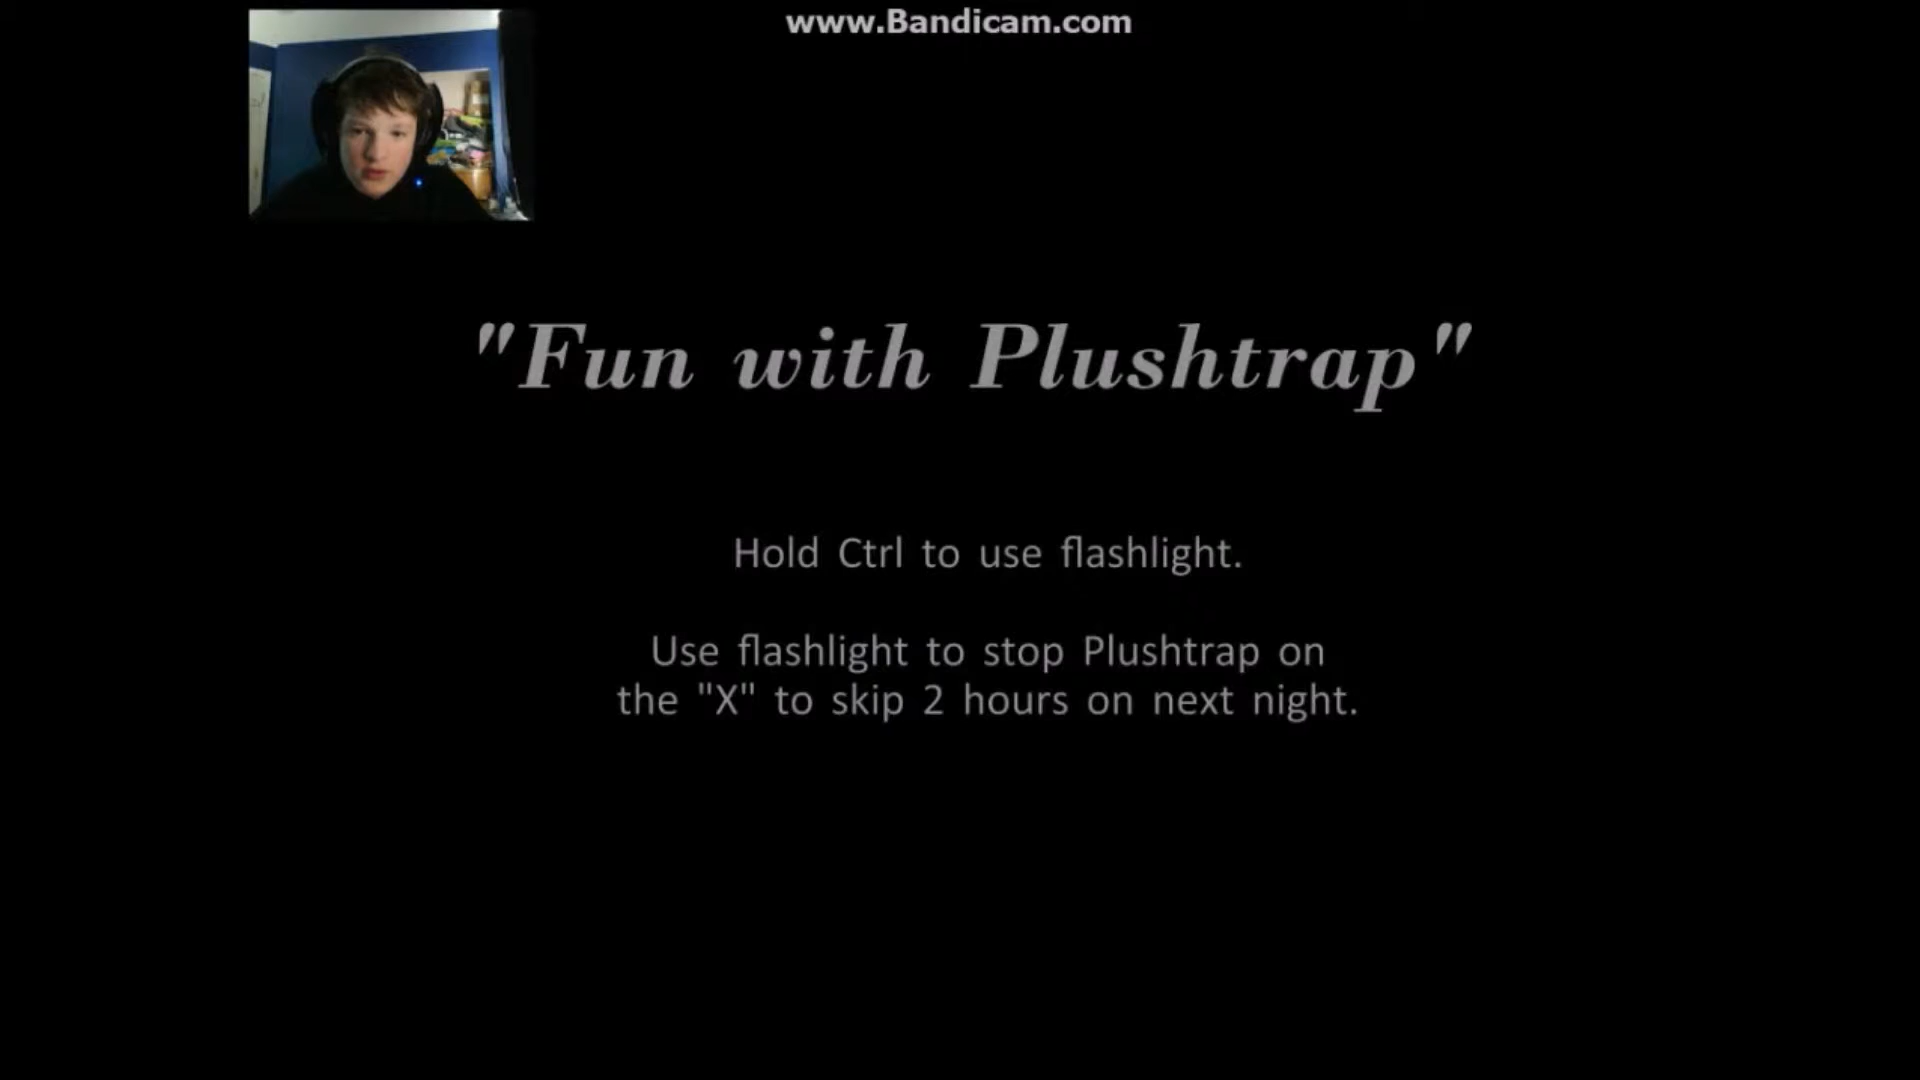 www.Bandicam.com
"Fun with Plushtrap"
Hold Ctrl to use flashlight.
Use flashlight to stop Plushtrap on
the "X" to skip 2 hours on next night.